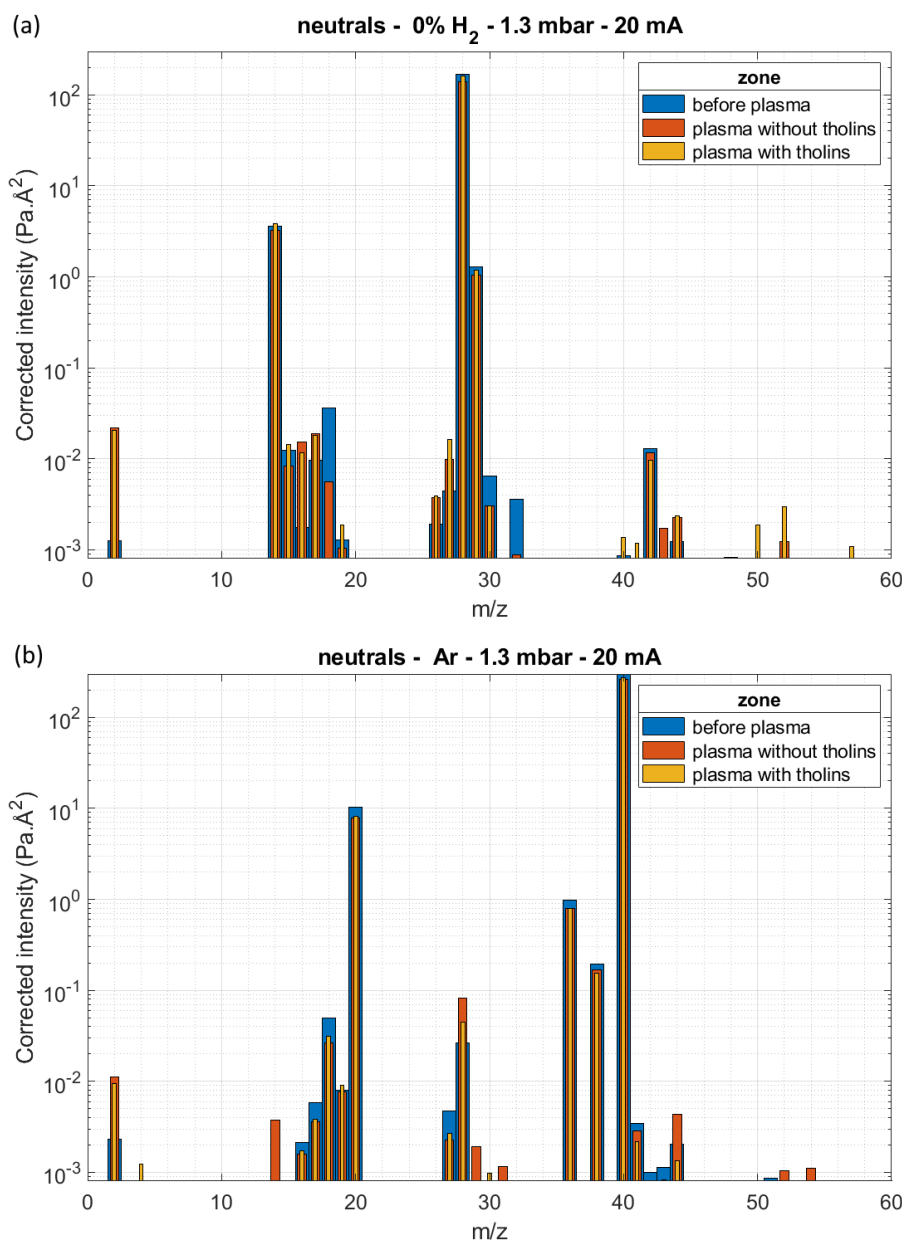 (a)
neutrals - 0% H₂ - 1.3 mbar - 20 mA
zone
before plasma
plasma without tholins
plasma with tholins
Corrected intensity (Pa.Å²)
10²
10¹
10⁰
10⁻¹
10⁻²
10⁻³
0 10 20 30 40 50 60
m/z
(b)
neutrals - Ar - 1.3 mbar - 20 mA
zone
before plasma
plasma without tholins
plasma with tholins
Corrected intensity (Pa.Å²)
10²
10¹
10⁰
10⁻¹
10⁻²
10⁻³
0 10 20 30 40 50 60
m/z